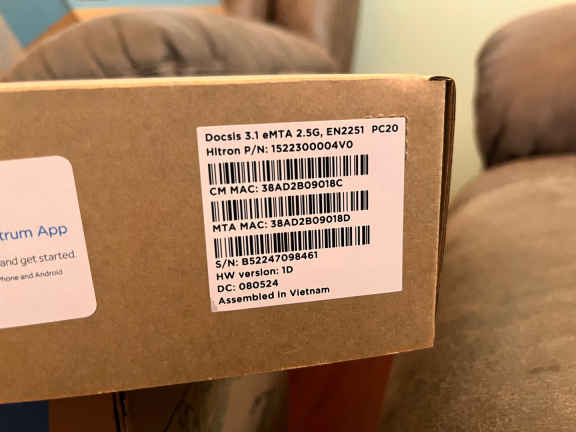 Docsis 3.1 eMTA 2.5G, EN2251 PC20
Hitron P/N: 1522300004V0
CM MAC: 38AD2B09018C
MTA MAC: 38AD2B09018D
S/N: B52247098461
HW version: 1D
DC: 080524
Assembled in Vietnam
trum App
and get started.
Phone and Android